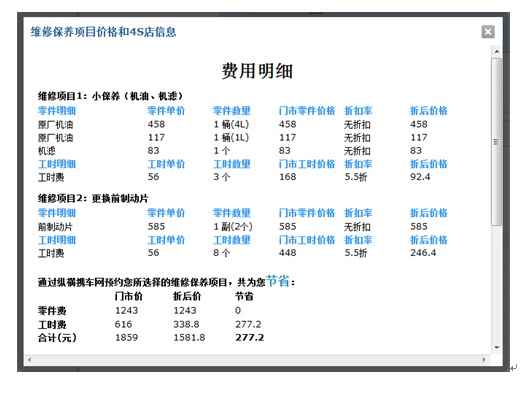 维修保养项目价格和4S店信息
费用明细
维修项目1：小保养（机油、机滤）
零件明细 零件单价 零件数量 门市零件价格 折扣率 折后价格
原厂机油 458 1 桶(4L) 458 无折扣 458
原厂机油 117 1 桶(1L) 117 无折扣 117
机滤 83 1 个 83 无折扣 83
工时明细 工时单价 工时数量 门市工时价格 折扣率 折后价格
工时费 56 3 个 168 5.5折 92.4
维修项目2：更换前制动片
零件明细 零件单价 零件数量 门市零件价格 折扣率 折后价格
前制动片 585 1 副(2个) 585 无折扣 585
工时明细 工时单价 工时数量 门市工时价格 折扣率 折后价格
工时费 56 8 个 448 5.5折 246.4
通过纵横携车网预约您所选择的维修保养项目，共为您节省：
门市价 折后价 节省
零件费 1243 1243 0
工时费 616 338.8 277.2
合计(元) 1859 1581.8 277.2